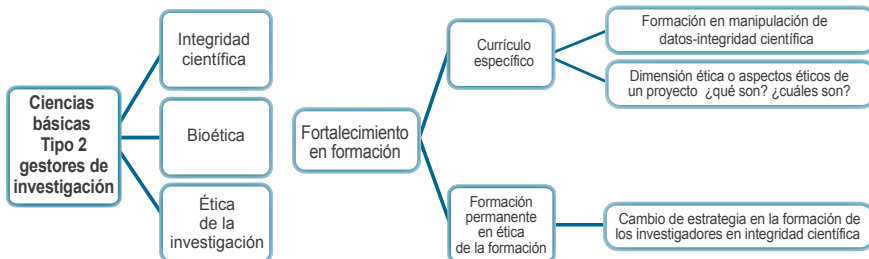 Ciencias
básicas
Tipo 2
gestores de
investigación
Integridad
científica
Bioética
Ética
de la
investigación
Fortalecimiento
en formación
Currículo
específico
Formación en manipulación de
datos-integridad científica
Dimensión ética o aspectos éticos de
un proyecto ¿qué son? ¿cuáles son?
Formación
permanente
en ética
de la formación
Cambio de estrategia en la formación de
los investigadores en integridad científica